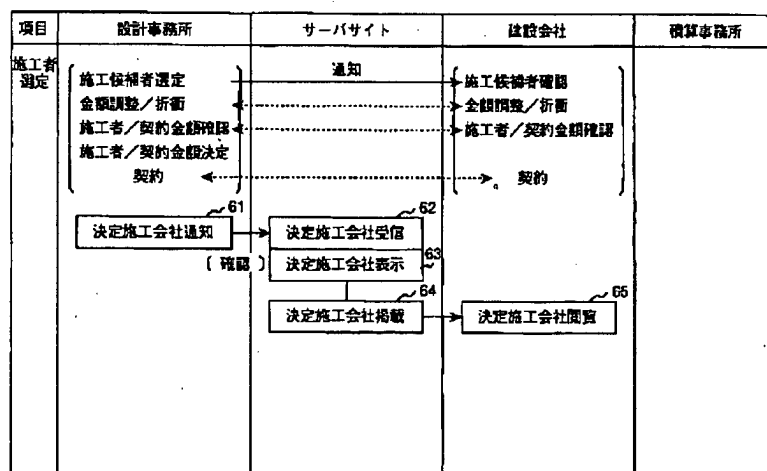 項目
設計事務所
サーバサイト
建設会社
積算事務所
施工者
選定
施工候補者選定
通知
施工候補者確認
金額調整/折衝
金額調整/折衝
施工者/契約金額確認
施工者/契約金額確認
施工者/契約金額決定
契約
契約
61
決定施工会社通知
62
決定施工会社受信
〔確認〕
63
決定施工会社表示
64
決定施工会社掲載
65
決定施工会社閲覧